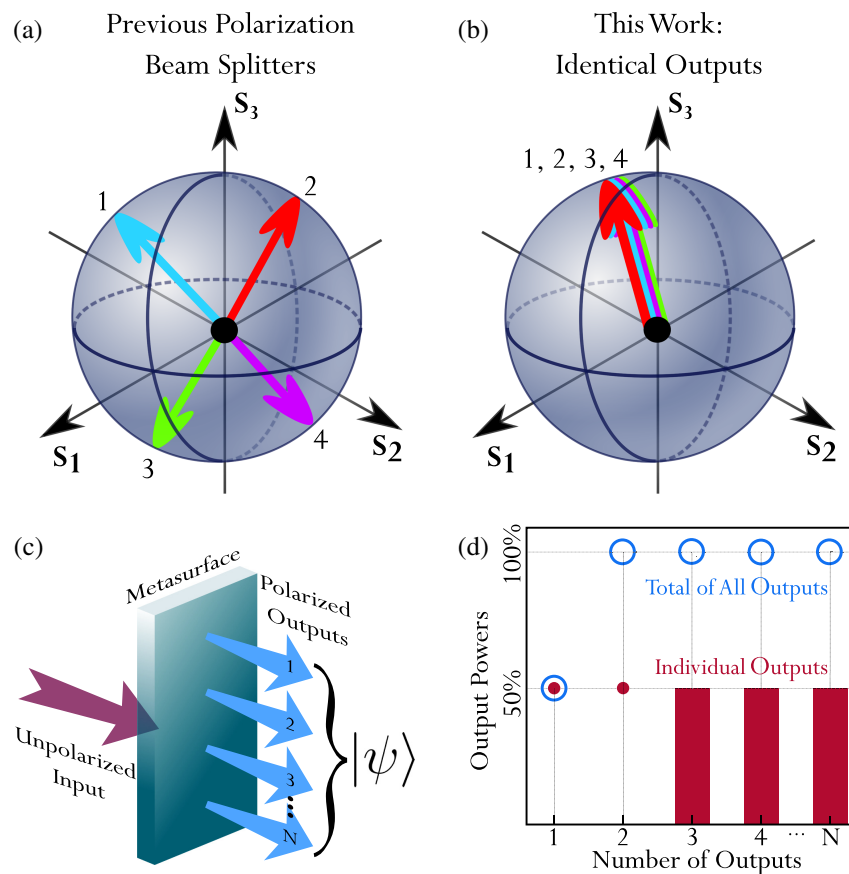 (a)
Previous Polarization
Beam Splitters
S3
1
2
3
4
S1
S2
(b)
This Work:
Identical Outputs
S3
1, 2, 3, 4
S1
S2
(c)
Metasurface
Polarized
Outputs
Unpolarized
Input
1
2
3
...
N
|ψ⟩
(d)
Output Powers
100%
50%
Total of All Outputs
Individual Outputs
1 2 3 4 ... N
Number of Outputs